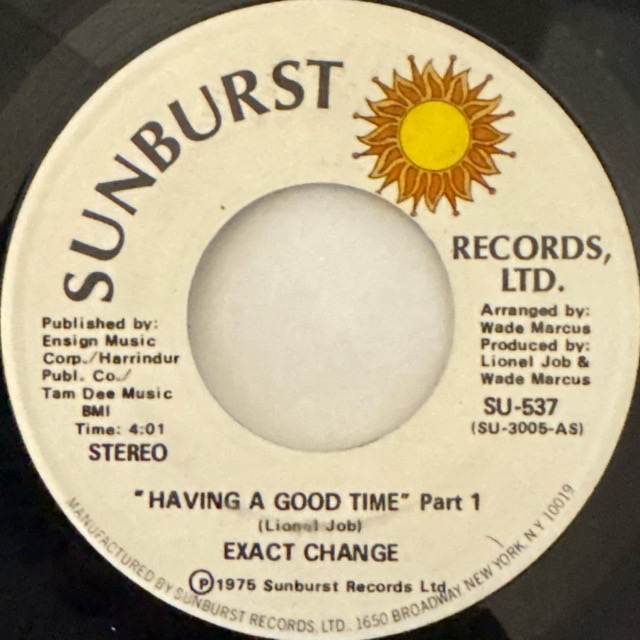 SUNBURST
RECORDS,
LTD.
Published by:
Ensign Music
Corp./Harrindur
Publ. Co./
Tam Dee Music
BMI
Time: 4:01
STEREO
Arranged by:
Wade Marcus
Produced by:
Lionel Job &
Wade Marcus
SU-537
(SU-3005-AS)
"HAVING A GOOD TIME" Part 1
(Lionel Job)
EXACT CHANGE
Ⓟ1975 Sunburst Records Ltd.
MANUFACTURED BY SUNBURST RECORDS, LTD. 1650 BROADWAY NEW YORK, N.Y. 10019